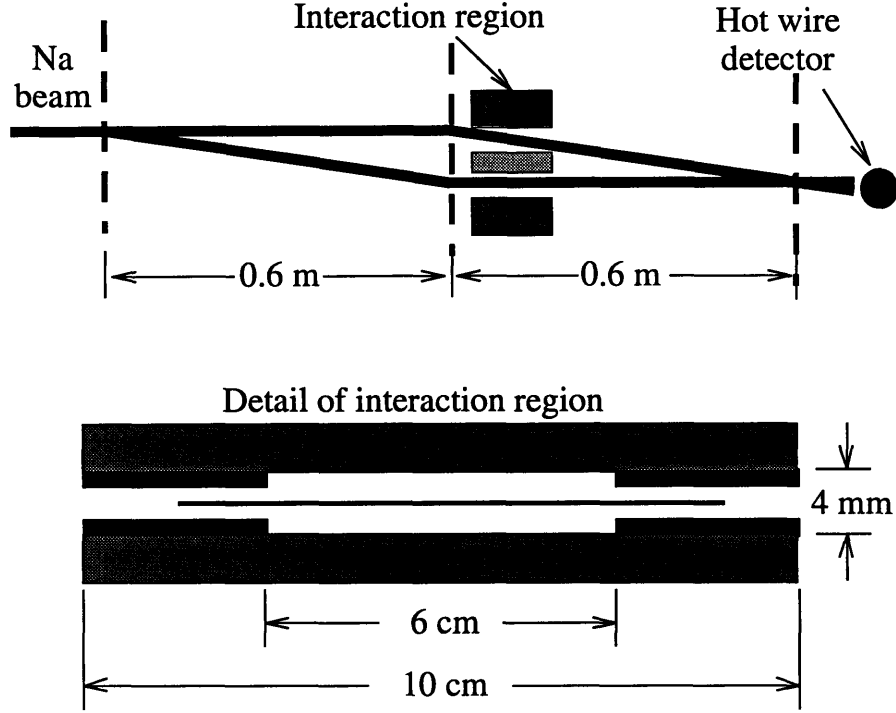 Interaction region
Hot wire
detector
Na
beam
0.6 m
0.6 m
Detail of interaction region
4 mm
6 cm
10 cm